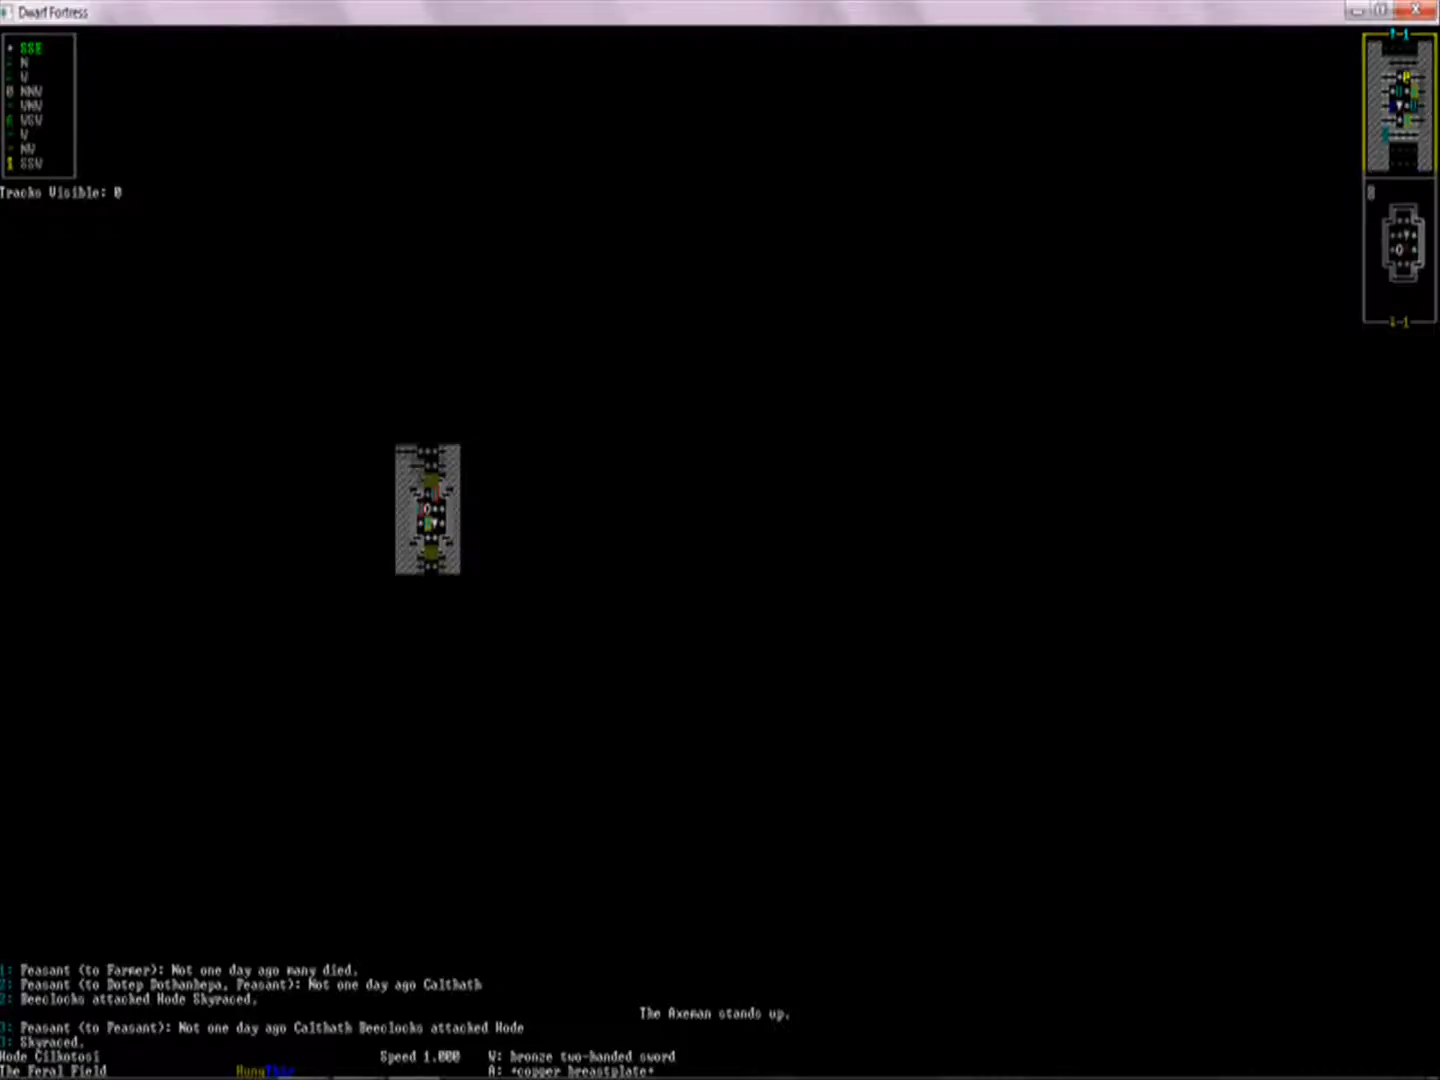 Dwarf Fortress
SSE
N
W
NNW
WNW
WSW
W
NW
SSW
Tracks Visible: 0
1: Peasant (to Farmer): Not one day ago many died.
2: Peasant (to Dotep Dothanhepa, Peasant): Not one day ago Calthath
2: Beeclocks attacked Hode Skyraced.
The Axeman stands up.
3: Peasant (to Peasant): Not one day ago Calthath Beeclocks attacked Hode
3: Skyraced.
Hode Cilkotosi
Speed 1.000
W: bronze two-handed sword
The Feral Field
HungThir
A: *copper breastplate*